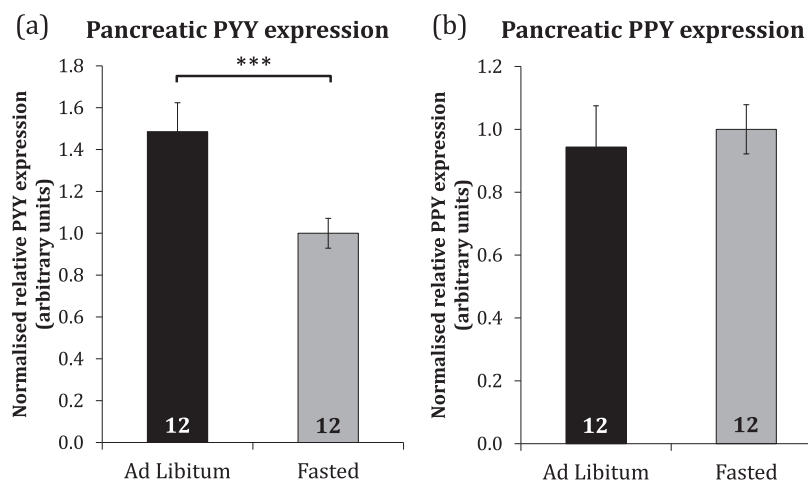 (a) Pancreatic PYY expression
Normalised relative PYY expression
(arbitrary units)
1.8
1.6
1.4
1.2
1.0
0.8
0.6
0.4
0.2
0.0
***
12
12
Ad Libitum Fasted
(b) Pancreatic PPY expression
Normalised relative PPY expression
(arbitrary units)
1.2
1.0
0.8
0.6
0.4
0.2
0.0
12
12
Ad Libitum Fasted